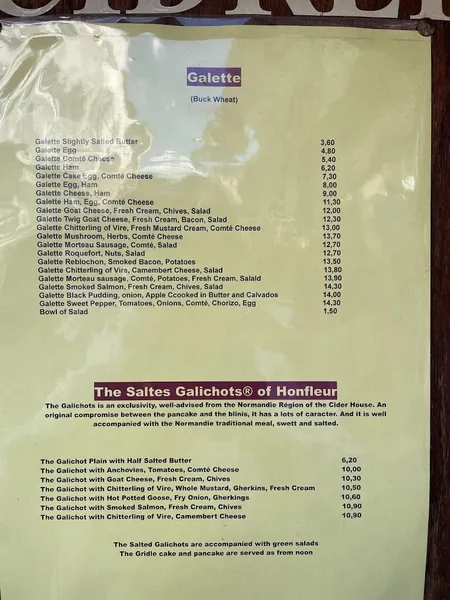 CIDRE
Galette
(Buck Wheat)
Galette Slightly Salted Butter 3,60
Galette Egg 4,80
Galette Comté Cheese 5,40
Galette Ham 6,20
Galette Cake Egg, Comté Cheese 7,30
Galette Egg, Ham 8,00
Galette Cheese, Ham 9,00
Galette Ham, Egg, Comté Cheese 11,30
Galette Goat Cheese, Fresh Cream, Chives, Salad 12,00
Galette Twig Goat Cheese, Fresh Cream, Bacon, Salad 12,30
Galette Chitterling of Vire, Fresh Mustard Cream, Comté Cheese 13,00
Galette Mushroom, Herbs, Comté Cheese 13,70
Galette Morteau Sausage, Comté, Salad 12,70
Galette Roquefort, Nuts, Salad 12,70
Galette Reblochon, Smoked Bacon, Potatoes 13,50
Galette Chitterling of Vire, Camembert Cheese, Salad 13,80
Galette Morteau sausage, Comté, Potatoes, Fresh Cream, Salald 13,90
Galette Smoked Salmon, Fresh Cream, Chives, Salad 14,30
Galette Black Pudding, onion, Apple Ccooked in Butter and Calvados 14,00
Galette Sweet Pepper, Tomatoes, Onions, Comté, Chorizo, Egg 14,30
Bowl of Salad 1,50
The Saltes Galichots® of Honfleur
The Galichots is an exclusivity, well-advised from the Normandie Région of the Cider House. An
original compromise between the pancake and the blinis, it has a lots of caracter. And it is well
accompanied with the Normandie traditional meal, swett and salted.
The Galichot Plain with Half Salted Butter 6,20
The Galichot with Anchovies, Tomatoes, Comté Cheese 10,00
The Galichot with Goat Cheese, Fresh Cream, Chives 10,30
The Galichot with Chitterling of Vire, Whole Mustard, Gherkins, Fresh Cream 10,50
The Galichot with Hot Potted Goose, Fry Onion, Gherkings 10,60
The Galichot with Smoked Salmon, Fresh Cream, Chives 10,90
The Galichot with Chitterling of Vire, Camembert Cheese 10,90
The Salted Galichots are accompanied with green salads
The Gridle cake and pancake are served as from noon